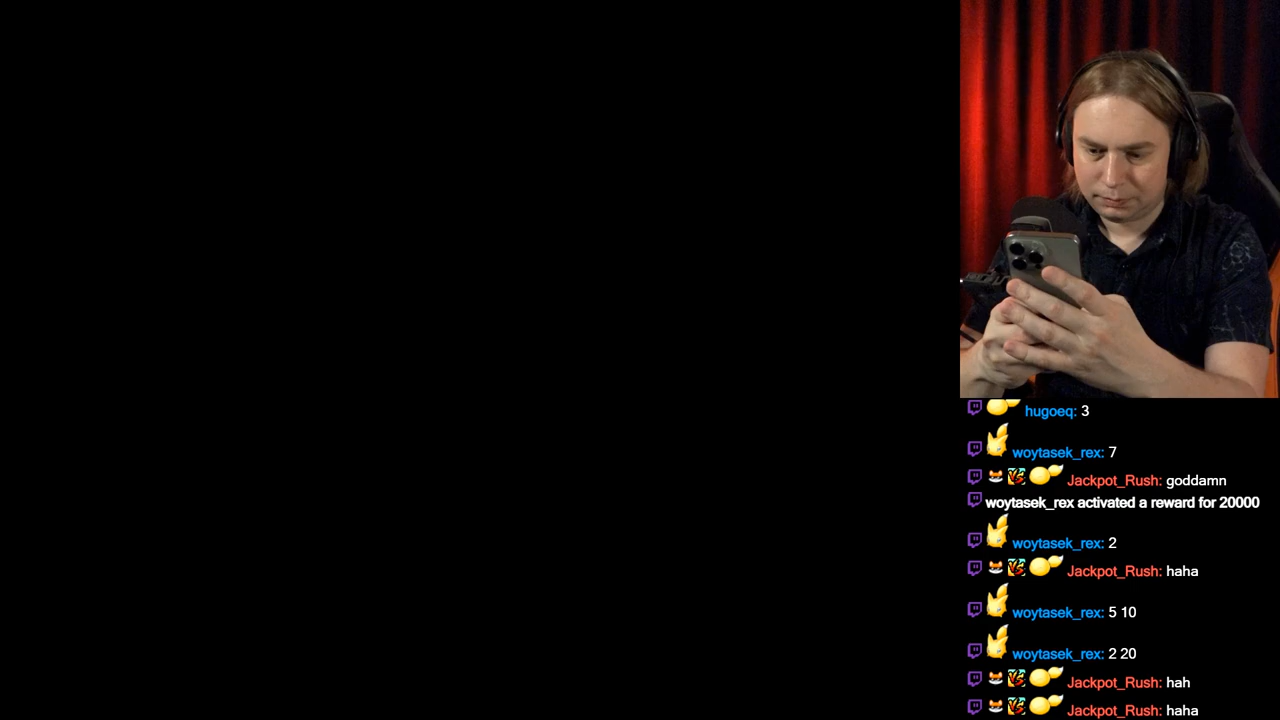 hugoeq: 3
woytasek_rex: 7
Jackpot_Rush: goddamn
woytasek_rex activated a reward for 20000
woytasek_rex: 2
Jackpot_Rush: haha
woytasek_rex: 5 10
woytasek_rex: 2 20
Jackpot_Rush: hah
Jackpot_Rush: haha